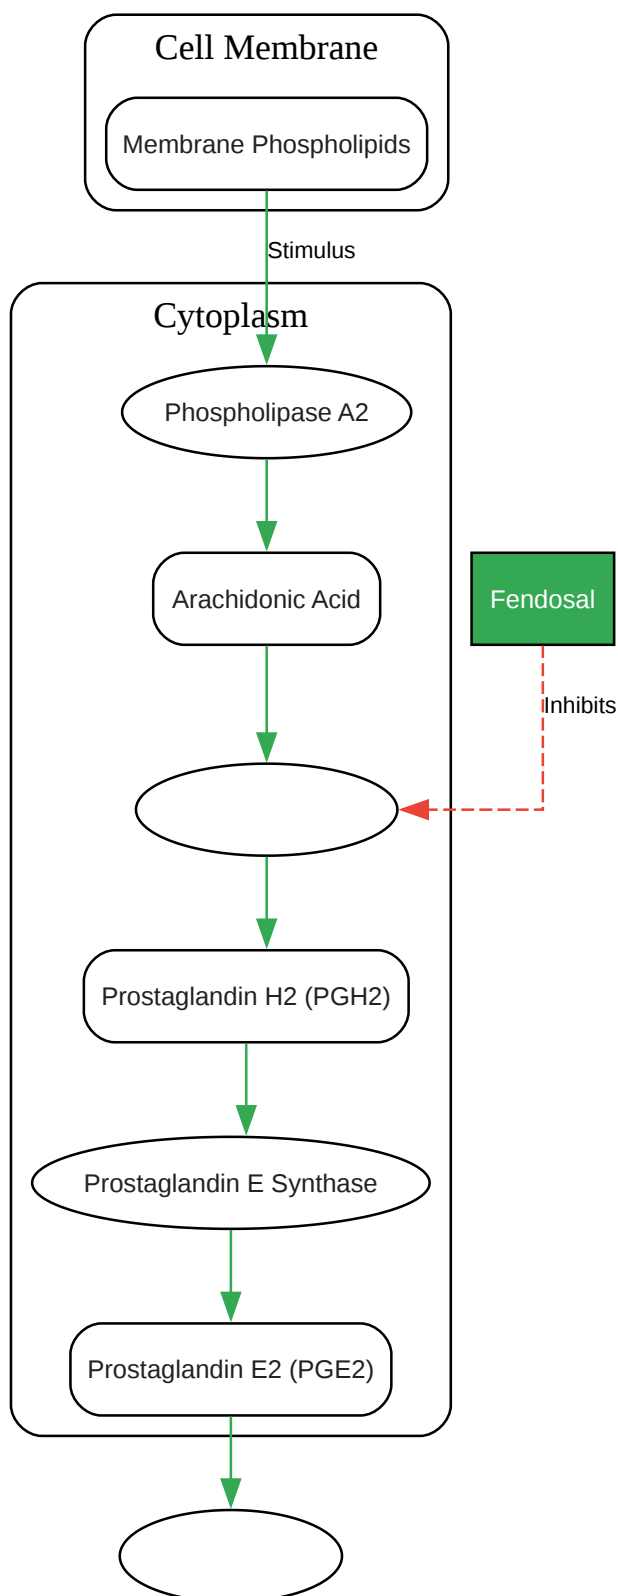 Cell Membrane
Membrane Phospholipids
Stimulus
Cytoplasm
Phospholipase A2
Arachidonic Acid
Fendosal
Inhibits
Prostaglandin H2 (PGH2)
Prostaglandin E Synthase
Prostaglandin E2 (PGE2)